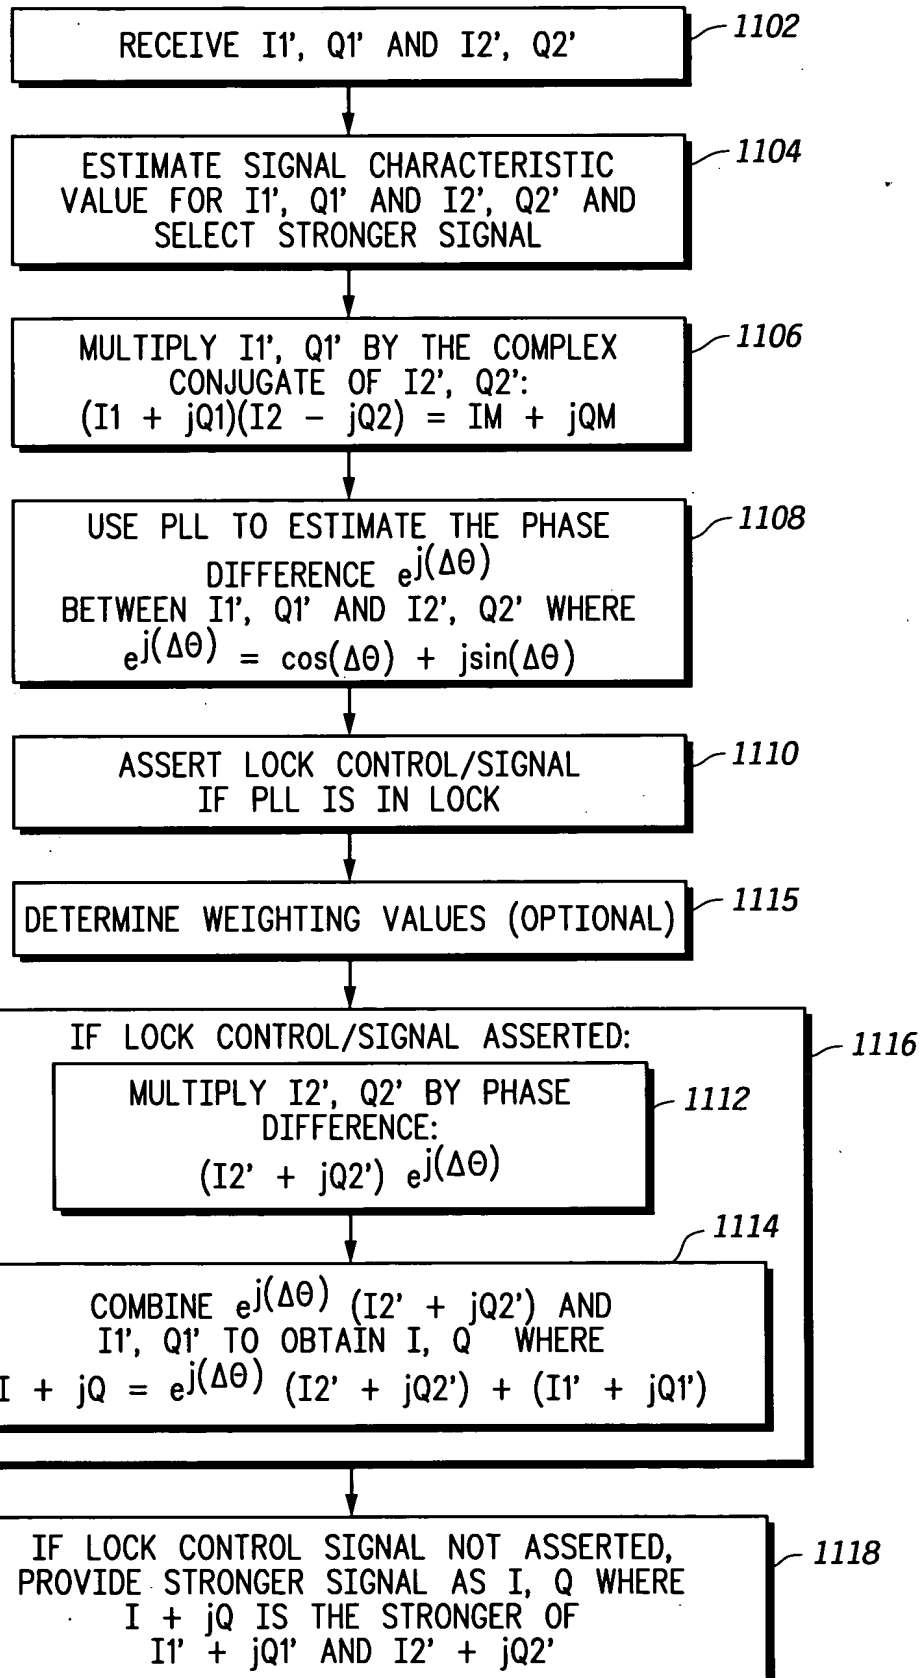 RECEIVE I1', Q1' AND I2', Q2'
1102
ESTIMATE SIGNAL CHARACTERISTIC
VALUE FOR I1', Q1' AND I2', Q2' AND
SELECT STRONGER SIGNAL
1104
MULTIPLY I1', Q1' BY THE COMPLEX
CONJUGATE OF I2', Q2':
(I1 + jQ1)(I2 - jQ2) = IM + jQM
1106
USE PLL TO ESTIMATE THE PHASE
DIFFERENCE e^j(ΔΘ)
BETWEEN I1', Q1' AND I2', Q2' WHERE
e^j(ΔΘ) = cos(ΔΘ) + jsin(ΔΘ)
1108
ASSERT LOCK CONTROL/SIGNAL
IF PLL IS IN LOCK
1110
DETERMINE WEIGHTING VALUES (OPTIONAL)
1115
IF LOCK CONTROL/SIGNAL ASSERTED:
1116
MULTIPLY I2', Q2' BY PHASE
DIFFERENCE:
(I2' + jQ2') e^j(ΔΘ)
1112
1114
COMBINE e^j(ΔΘ) (I2' + jQ2') AND
I1', Q1' TO OBTAIN I, Q WHERE
I + jQ = e^j(ΔΘ) (I2' + jQ2') + (I1' + jQ1')
IF LOCK CONTROL SIGNAL NOT ASSERTED,
PROVIDE STRONGER SIGNAL AS I, Q WHERE
I + jQ IS THE STRONGER OF
I1' + jQ1' AND I2' + jQ2'
1118